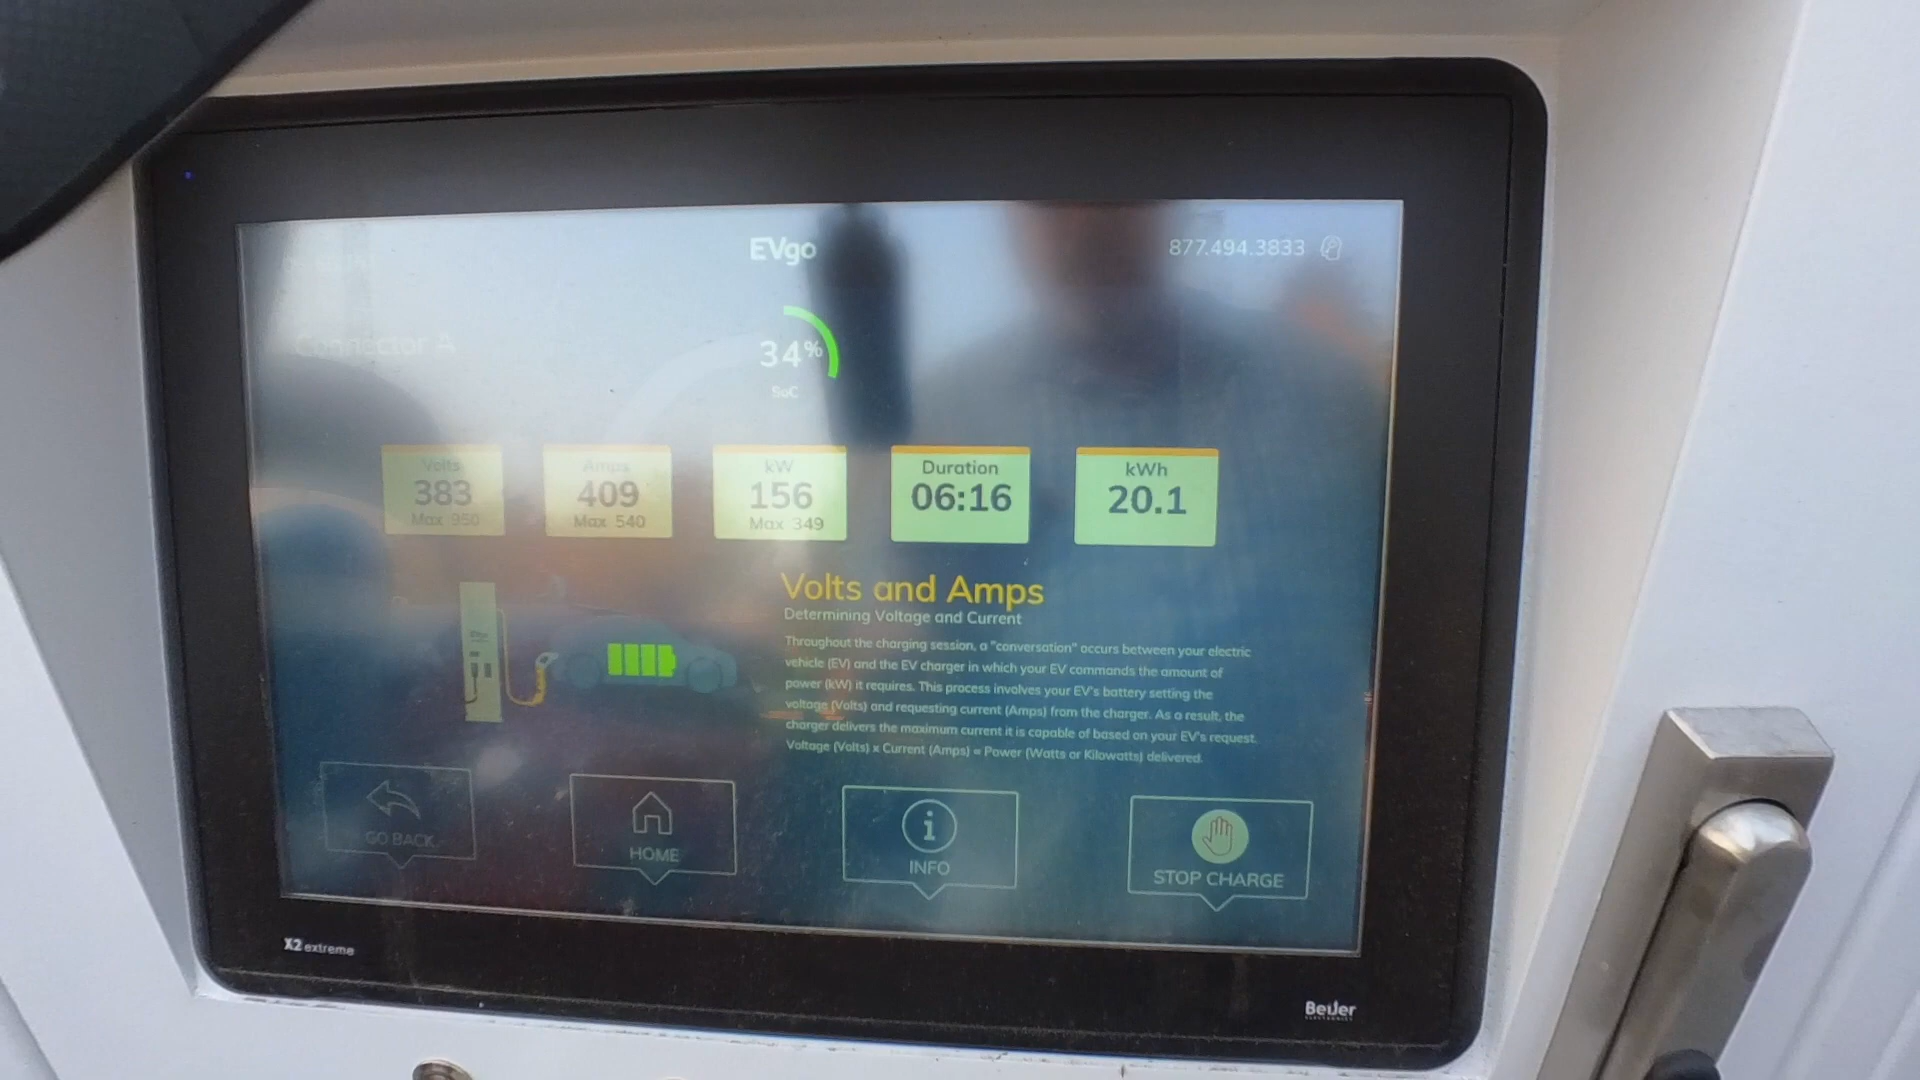 EVgo
877.494.3833
Connector A
34%
SoC
Volts
383
Max 950
Amps
409
Max 540
kW
156
Max 349
Duration
06:16
kWh
20.1
Volts and Amps
Determining Voltage and Current
Throughout the charging session, a "conversation" occurs between your electric
vehicle (EV) and the EV charger in which your EV commands the amount of
power (kW) it requires. This process involves your EV's battery setting the
voltage (Volts) and requesting current (Amps) from the charger. As a result, the
charger delivers the maximum current it is capable of based on your EV's request.
Voltage (Volts) x Current (Amps) = Power (Watts or Kilowatts) delivered.
GO BACK
HOME
INFO
STOP CHARGE
X2 extreme
Beijer
ELECTRONICS